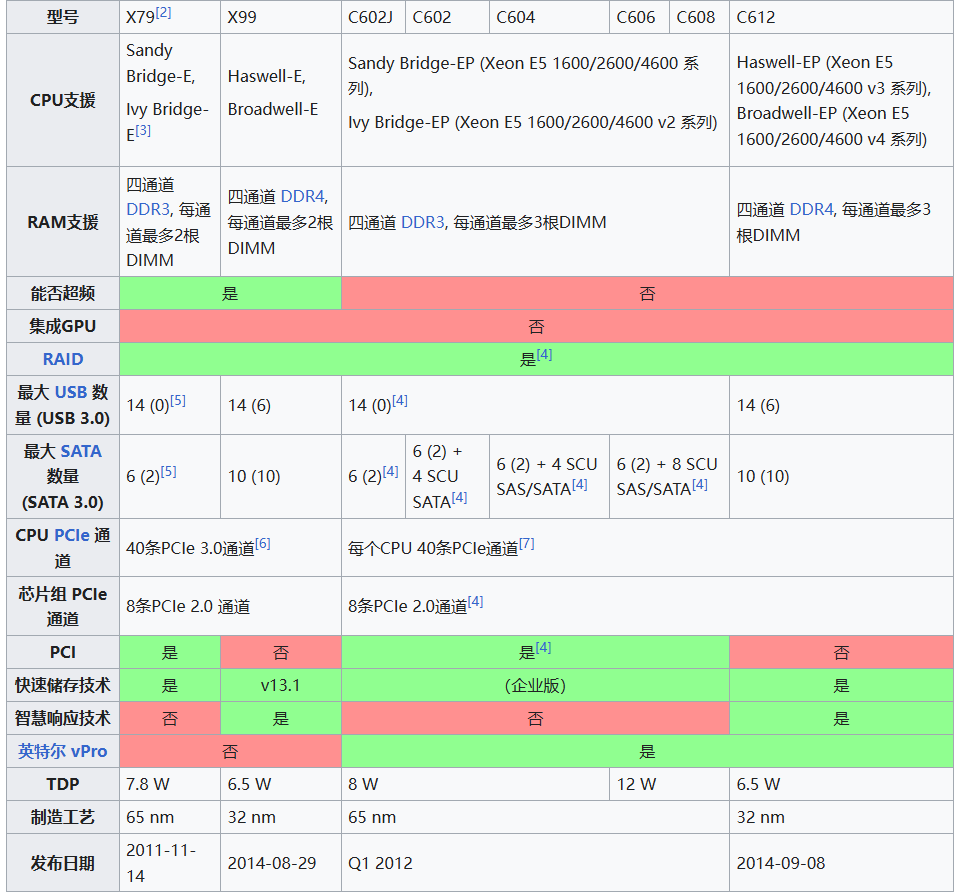 型号 X79[2] X99 C602J C602 C604 C606 C608 C612
CPU支援
Sandy
Bridge-E,
Ivy Bridge-
E[3]
Haswell-E,
Broadwell-E
Sandy Bridge-EP (Xeon E5 1600/2600/4600 系
列),
Ivy Bridge-EP (Xeon E5 1600/2600/4600 v2 系列)
Haswell-EP (Xeon E5
1600/2600/4600 v3 系列),
Broadwell-EP (Xeon E5
1600/2600/4600 v4 系列)
RAM支援
四通道
DDR3, 每通
道最多2根
DIMM
四通道 DDR4,
每通道最多2根
DIMM
四通道 DDR3, 每通道最多3根DIMM
四通道 DDR4, 每通道最多3
根DIMM
能否超频 是 否
集成GPU 否
RAID 是[4]
最大 USB 数
量 (USB 3.0)
14 (0)[5]
14 (6)
14 (0)[4]
14 (6)
最大 SATA
数量
(SATA 3.0)
6 (2)[5]
10 (10)
6 (2)[4]
6 (2) +
4 SCU
SATA[4]
6 (2) + 4 SCU
SAS/SATA[4]
6 (2) + 8 SCU
SAS/SATA[4]
10 (10)
CPU PCIe 通
道
40条PCIe 3.0通道[6]
每个CPU 40条PCIe通道[7]
芯片组 PCIe
通道
8条PCIe 2.0 通道
8条PCIe 2.0通道[4]
PCI 是 否 是[4] 否
快速储存技术 是 v13.1 (企业版) 是
智慧响应技术 否 是 否 是
英特尔 vPro 否 是
TDP 7.8 W 6.5 W 8 W 12 W 6.5 W
制造工艺 65 nm 32 nm 65 nm 32 nm
发布日期
2011-11-
14
2014-08-29
Q1 2012
2014-09-08